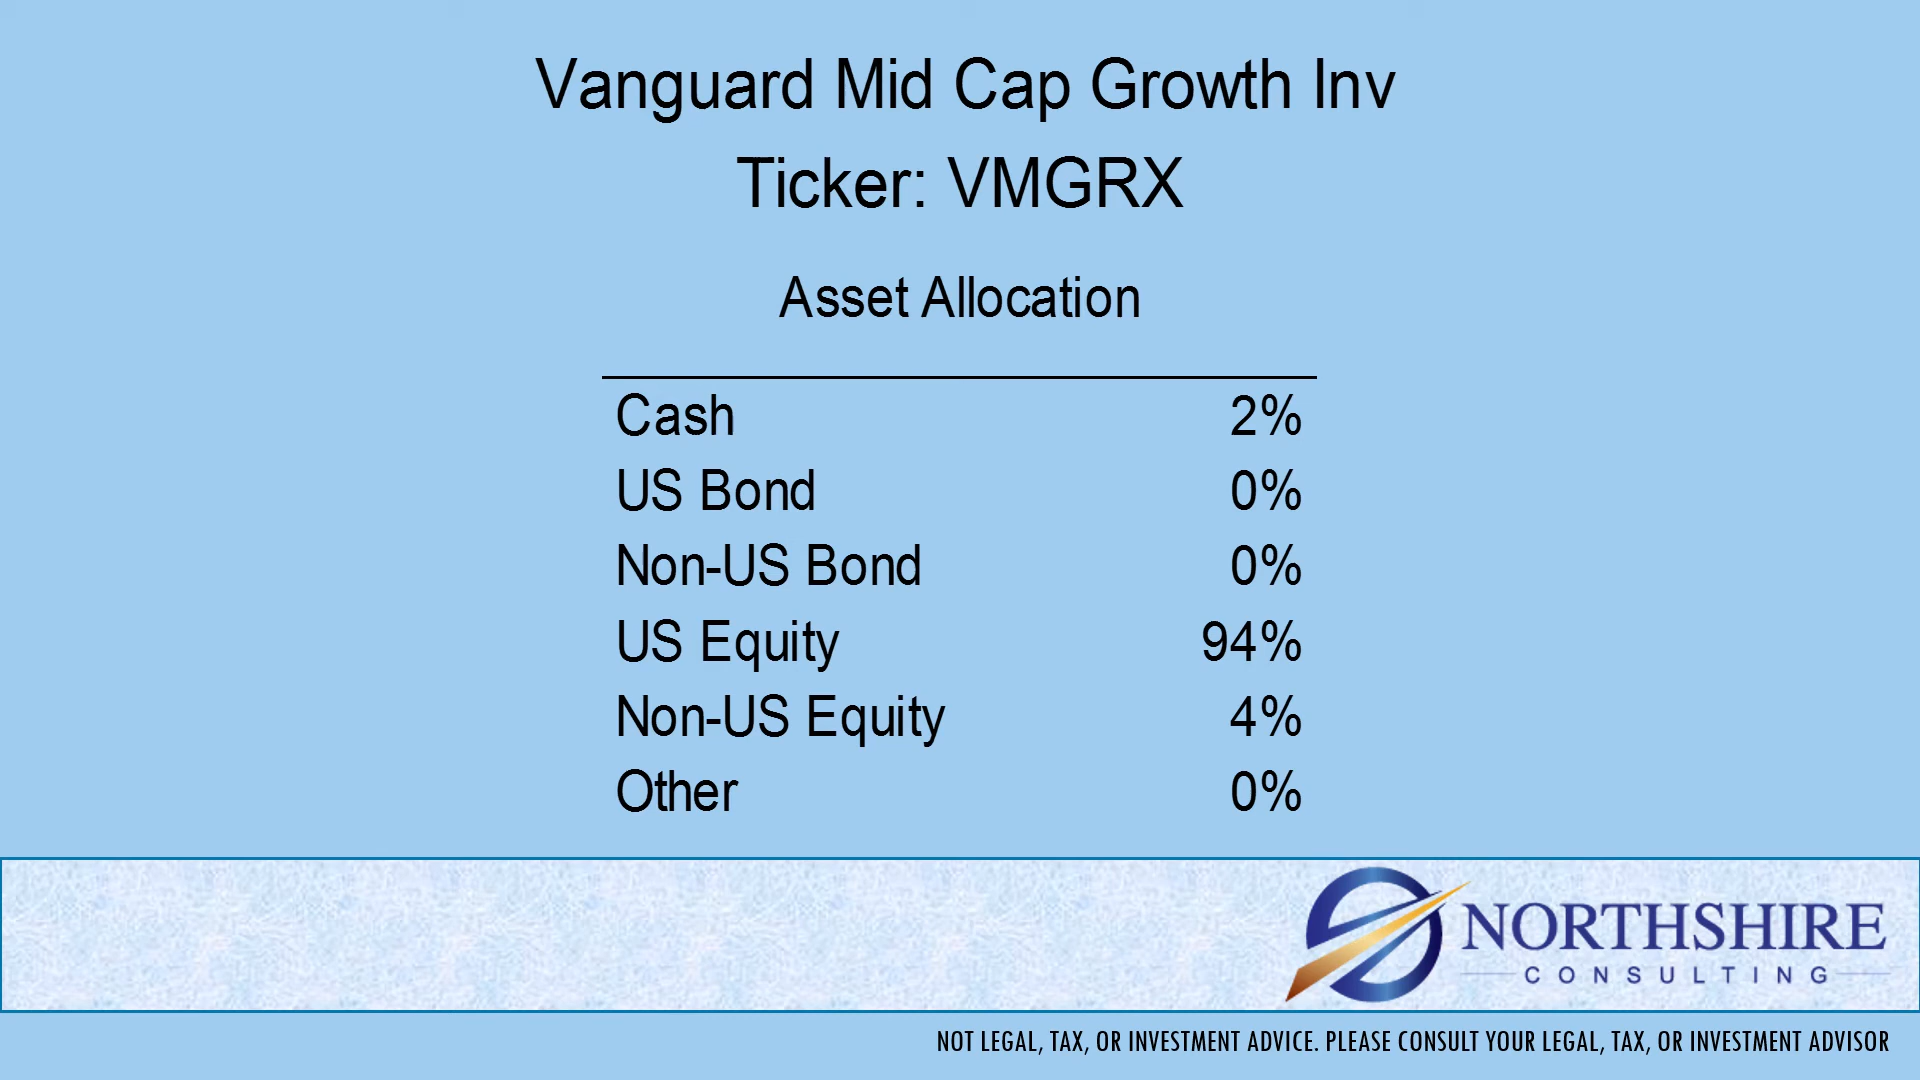 Vanguard Mid Cap Growth Inv
Ticker: VMGRX
Asset Allocation
Cash 2%
US Bond 0%
Non-US Bond 0%
US Equity 94%
Non-US Equity 4%
Other 0%
NORTHSHIRE
CONSULTING
NOT LEGAL, TAX, OR INVESTMENT ADVICE. PLEASE CONSULT YOUR LEGAL, TAX, OR INVESTMENT ADVISOR